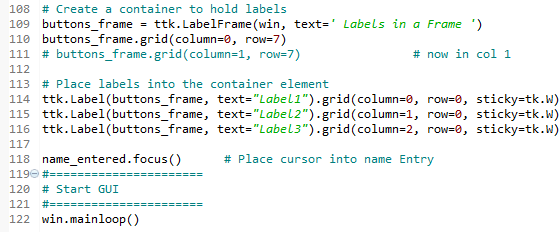 108 # Create a container to hold labels
109 buttons_frame = ttk.LabelFrame(win, text=' Labels in a Frame ')
110 buttons_frame.grid(column=0, row=7)
111 # buttons_frame.grid(column=1, row=7)                # now in col 1
112
113 # Place labels into the container element
114 ttk.Label(buttons_frame, text="Label1").grid(column=0, row=0, sticky=tk.W)
115 ttk.Label(buttons_frame, text="Label2").grid(column=1, row=0, sticky=tk.W)
116 ttk.Label(buttons_frame, text="Label3").grid(column=2, row=0, sticky=tk.W)
117
118 name_entered.focus()      # Place cursor into name Entry
119 #======================
120 # Start GUI
121 #======================
122 win.mainloop()